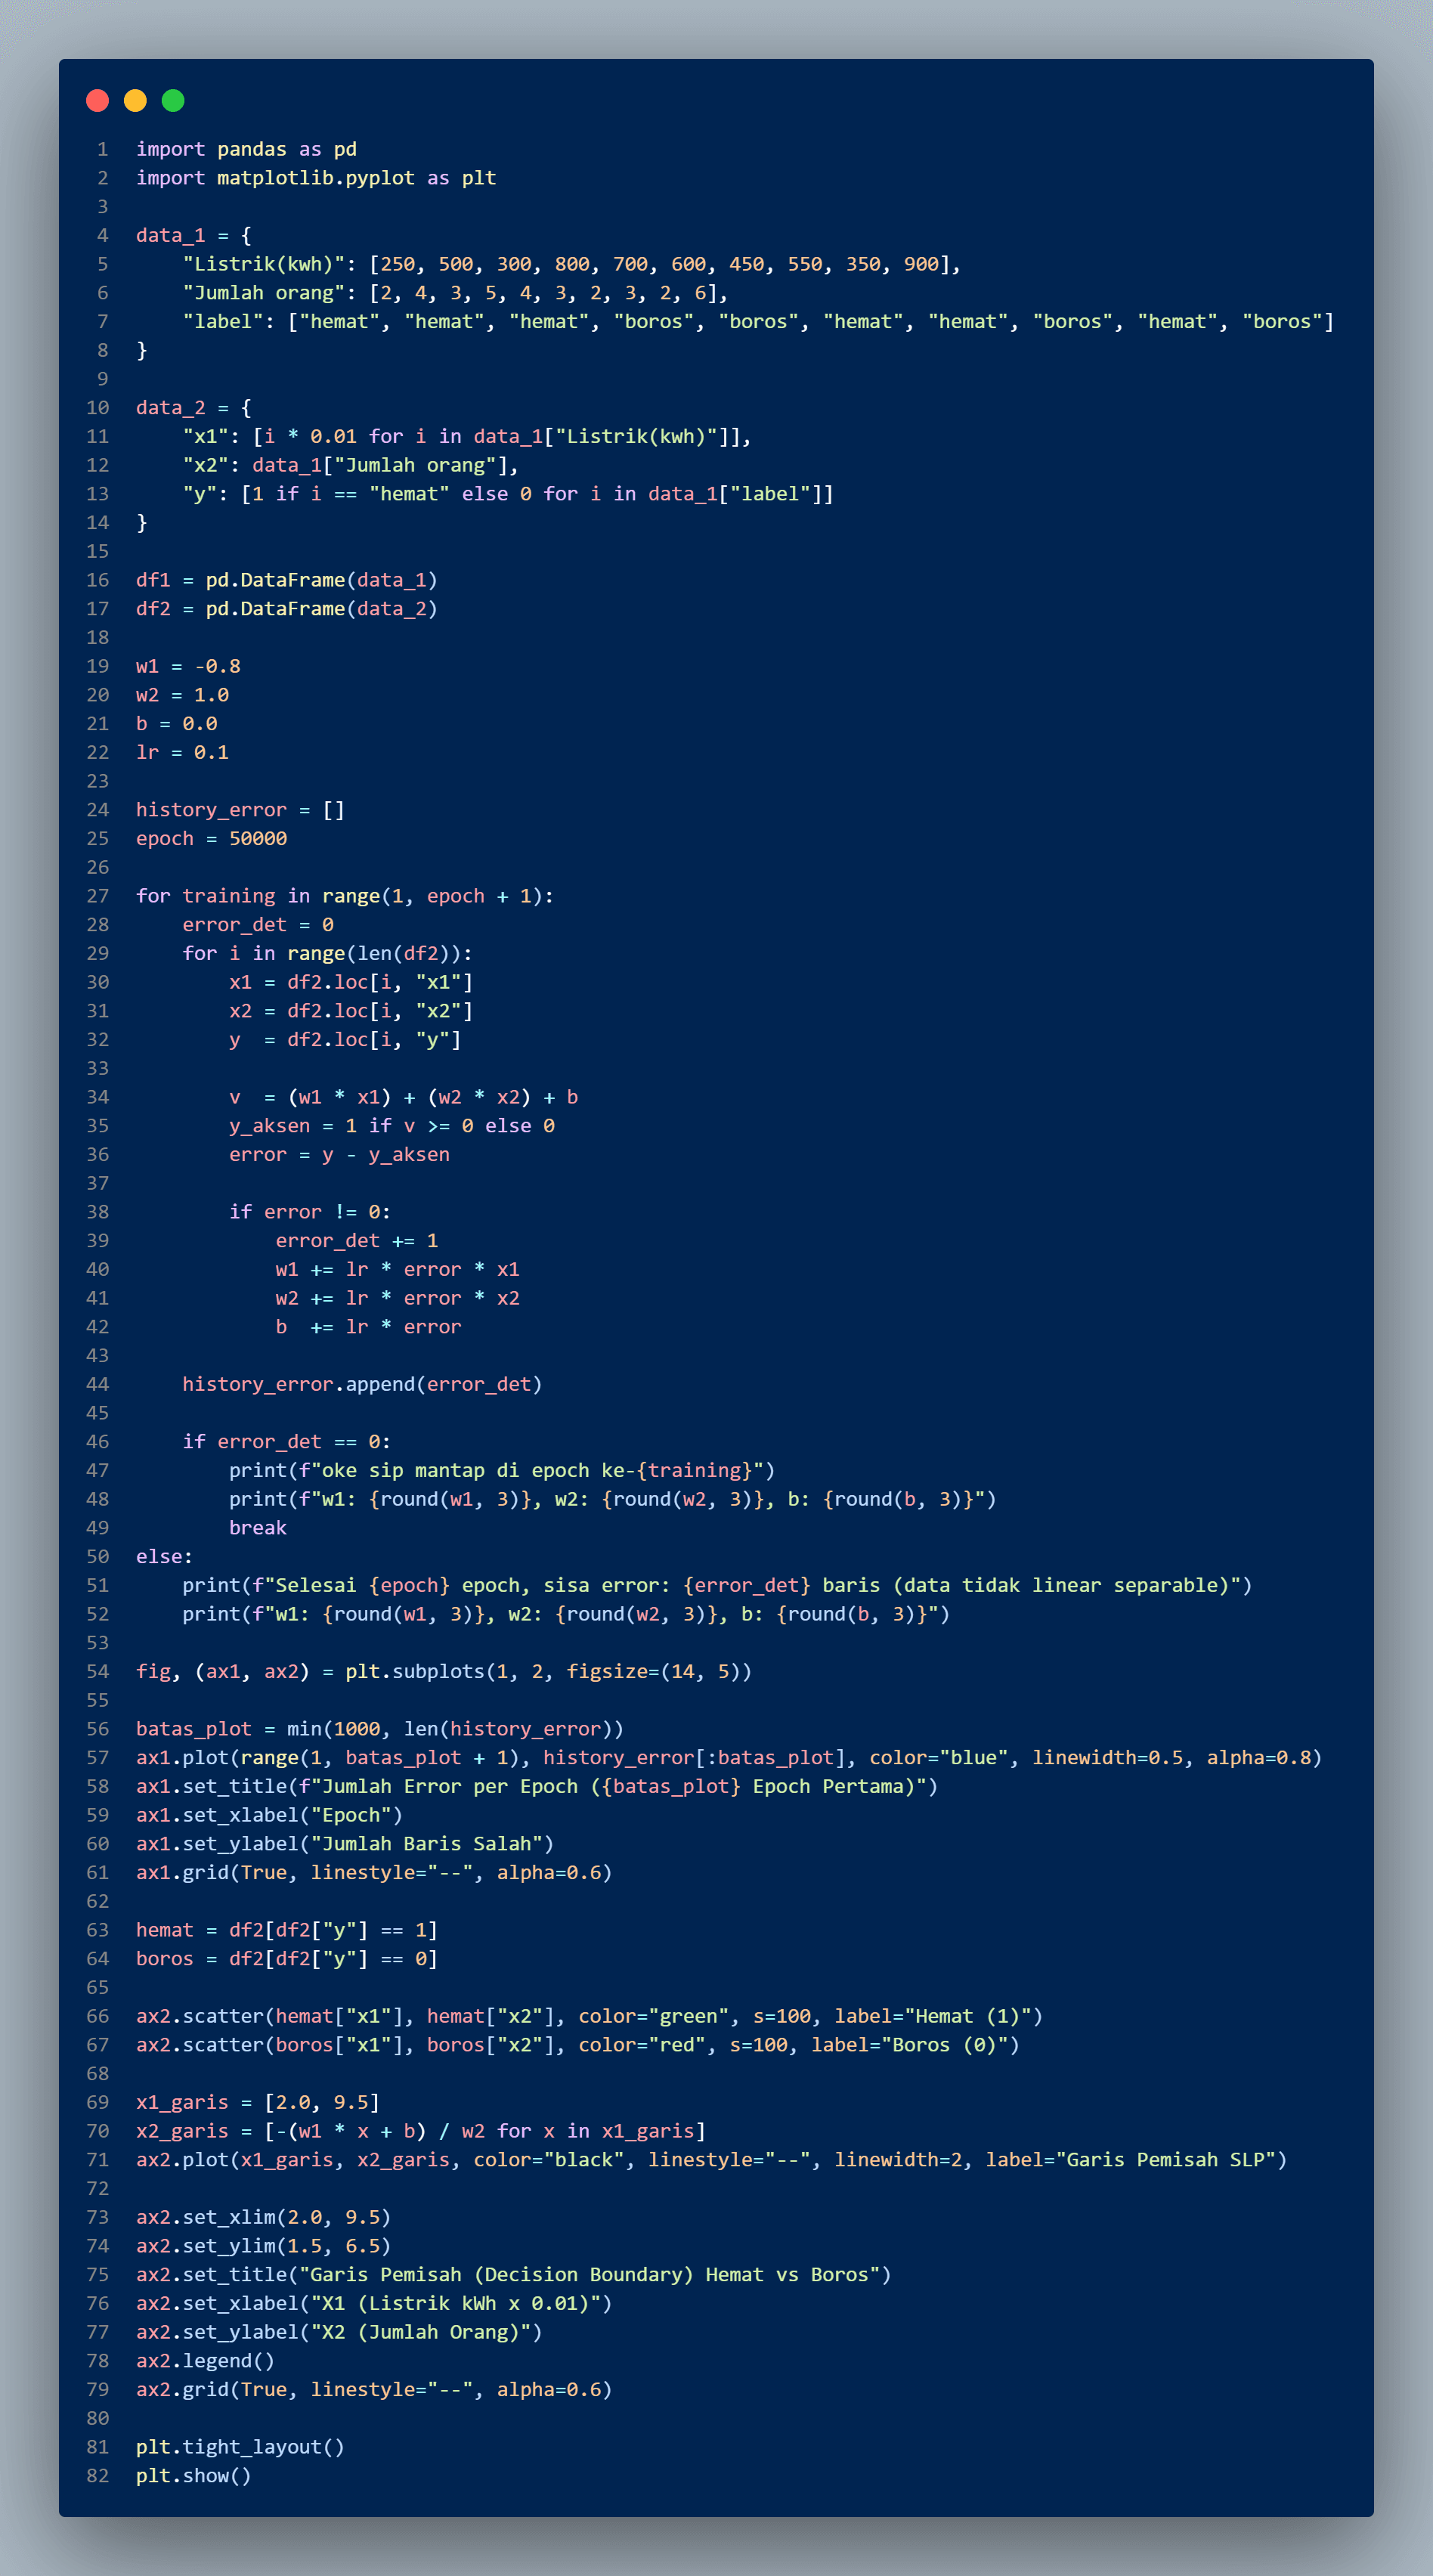 1 import pandas as pd
2 import matplotlib.pyplot as plt
3
4 data_1 = {
5     "Listrik(kwh)": [250, 500, 300, 800, 700, 600, 450, 550, 350, 900],
6     "Jumlah orang": [2, 4, 3, 5, 4, 3, 2, 3, 2, 6],
7     "label": ["hemat", "hemat", "hemat", "boros", "boros", "hemat", "hemat", "boros", "hemat", "boros"]
8 }
9
10 data_2 = {
11     "x1": [i * 0.01 for i in data_1["Listrik(kwh)"]],
12     "x2": data_1["Jumlah orang"],
13     "y": [1 if i == "hemat" else 0 for i in data_1["label"]]
14 }
15
16 df1 = pd.DataFrame(data_1)
17 df2 = pd.DataFrame(data_2)
18
19 w1 = -0.8
20 w2 = 1.0
21 b = 0.0
22 lr = 0.1
23
24 history_error = []
25 epoch = 50000
26
27 for training in range(1, epoch + 1):
28     error_det = 0
29     for i in range(len(df2)):
30         x1 = df2.loc[i, "x1"]
31         x2 = df2.loc[i, "x2"]
32         y  = df2.loc[i, "y"]
33
34         v  = (w1 * x1) + (w2 * x2) + b
35         y_aksen = 1 if v >= 0 else 0
36         error = y - y_aksen
37
38         if error != 0:
39             error_det += 1
40             w1 += lr * error * x1
41             w2 += lr * error * x2
42             b  += lr * error
43
44     history_error.append(error_det)
45
46     if error_det == 0:
47         print(f"oke sip mantap di epoch ke-{training}")
48         print(f"w1: {round(w1, 3)}, w2: {round(w2, 3)}, b: {round(b, 3)}")
49         break
50 else:
51     print(f"Selesai {epoch} epoch, sisa error: {error_det} baris (data tidak linear separable)")
52     print(f"w1: {round(w1, 3)}, w2: {round(w2, 3)}, b: {round(b, 3)}")
53
54 fig, (ax1, ax2) = plt.subplots(1, 2, figsize=(14, 5))
55
56 batas_plot = min(1000, len(history_error))
57 ax1.plot(range(1, batas_plot + 1), history_error[:batas_plot], color="blue", linewidth=0.5, alpha=0.8)
58 ax1.set_title(f"Jumlah Error per Epoch ({batas_plot} Epoch Pertama)")
59 ax1.set_xlabel("Epoch")
60 ax1.set_ylabel("Jumlah Baris Salah")
61 ax1.grid(True, linestyle="--", alpha=0.6)
62
63 hemat = df2[df2["y"] == 1]
64 boros = df2[df2["y"] == 0]
65
66 ax2.scatter(hemat["x1"], hemat["x2"], color="green", s=100, label="Hemat (1)")
67 ax2.scatter(boros["x1"], boros["x2"], color="red", s=100, label="Boros (0)")
68
69 x1_garis = [2.0, 9.5]
70 x2_garis = [-(w1 * x + b) / w2 for x in x1_garis]
71 ax2.plot(x1_garis, x2_garis, color="black", linestyle="--", linewidth=2, label="Garis Pemisah SLP")
72
73 ax2.set_xlim(2.0, 9.5)
74 ax2.set_ylim(1.5, 6.5)
75 ax2.set_title("Garis Pemisah (Decision Boundary) Hemat vs Boros")
76 ax2.set_xlabel("X1 (Listrik kWh x 0.01)")
77 ax2.set_ylabel("X2 (Jumlah Orang)")
78 ax2.legend()
79 ax2.grid(True, linestyle="--", alpha=0.6)
80
81 plt.tight_layout()
82 plt.show()